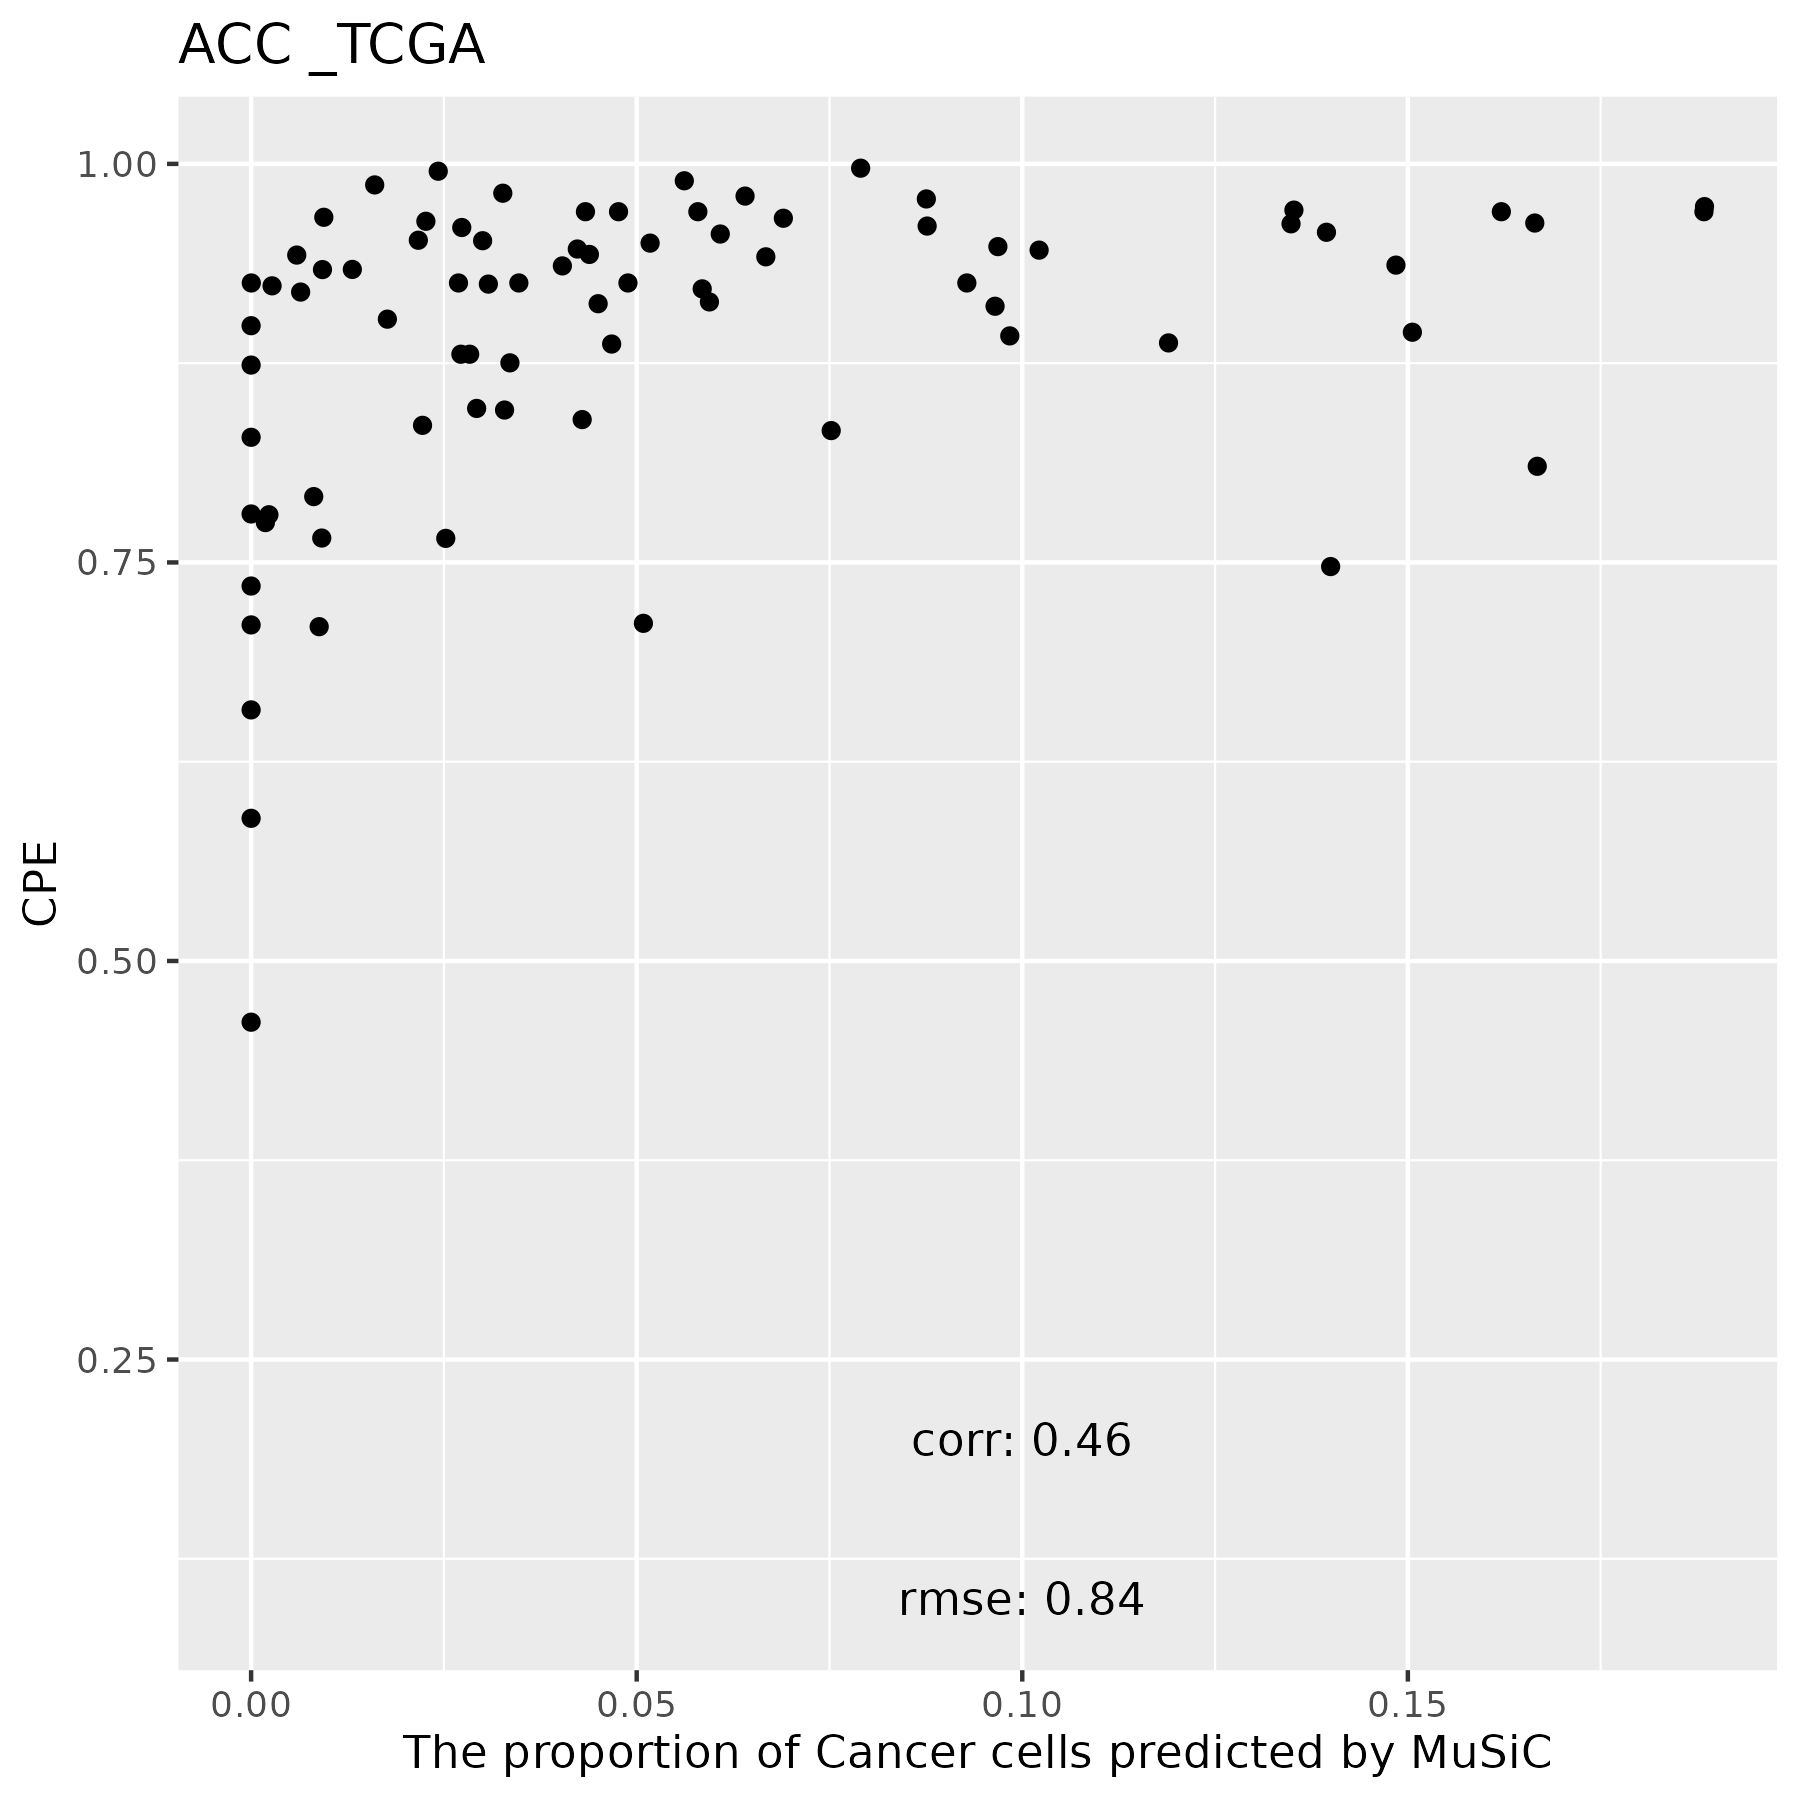 ACC _TCGA
1.00
0.75
0.50
0.25
CPE
corr: 0.46
rmse: 0.84
0.00 0.05 0.10 0.15
The proportion of Cancer cells predicted by MuSiC